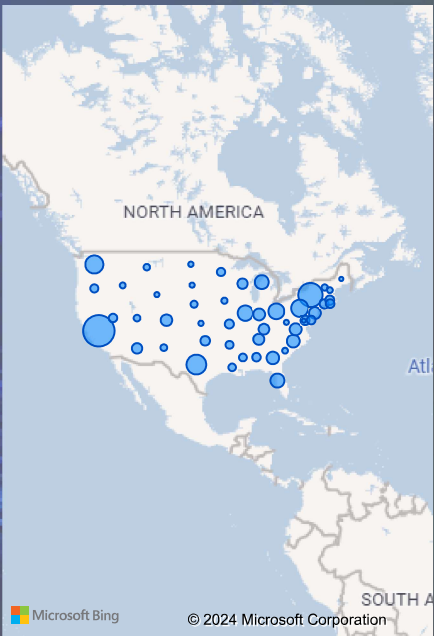 NORTH AMERICA
Atl
SOUTH A
Microsoft Bing
© 2024 Microsoft Corporation